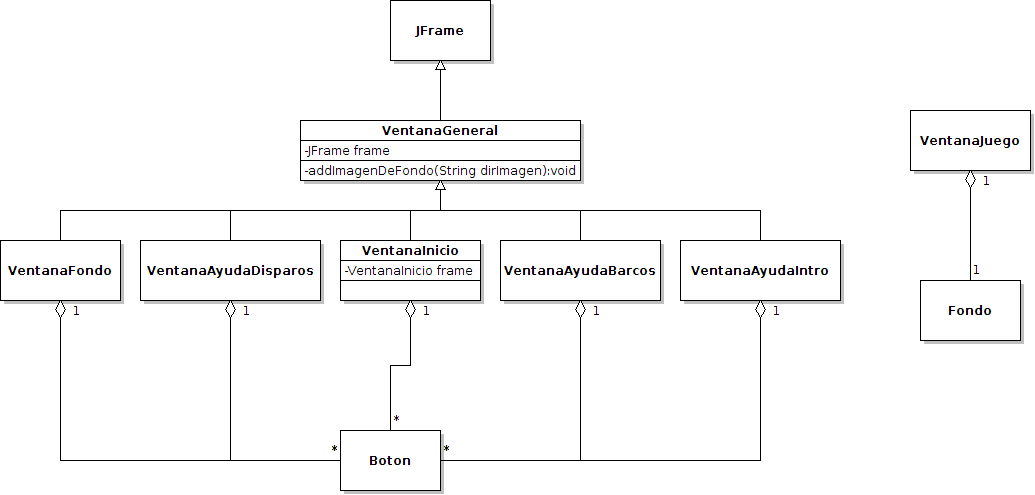 JFrame
VentanaGeneral
-JFrame frame
-addImagenDeFondo(String dirImagen):void
VentanaJuego
1
VentanaFondo
VentanaAyudaDisparos
VentanaInicio
-VentanaInicio frame
VentanaAyudaBarcos
VentanaAyudaIntro
1
1
1
1
1
1
Fondo
*
*
*
Boton